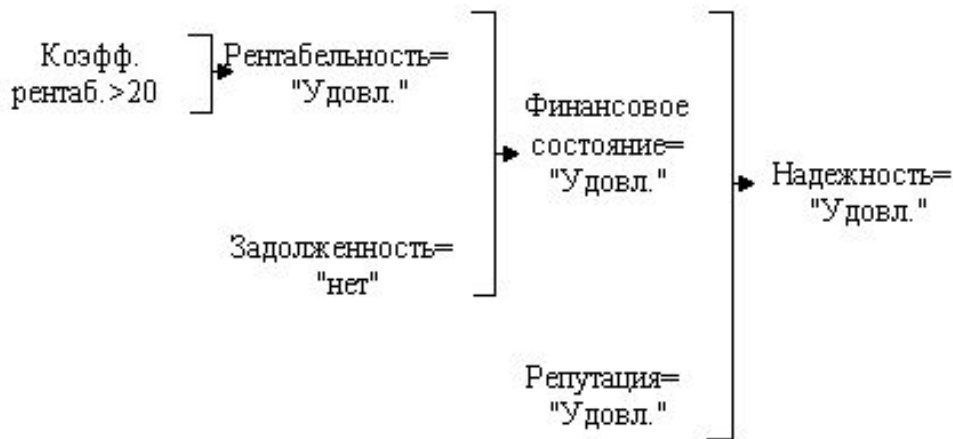 Коэфф.
рентаб.>20
Рентабельность=
"Удовл."
Задолженность=
"нет"
Финансовое
состояние=
"Удовл."
Репутация=
"Удовл."
Надежность=
"Удовл."